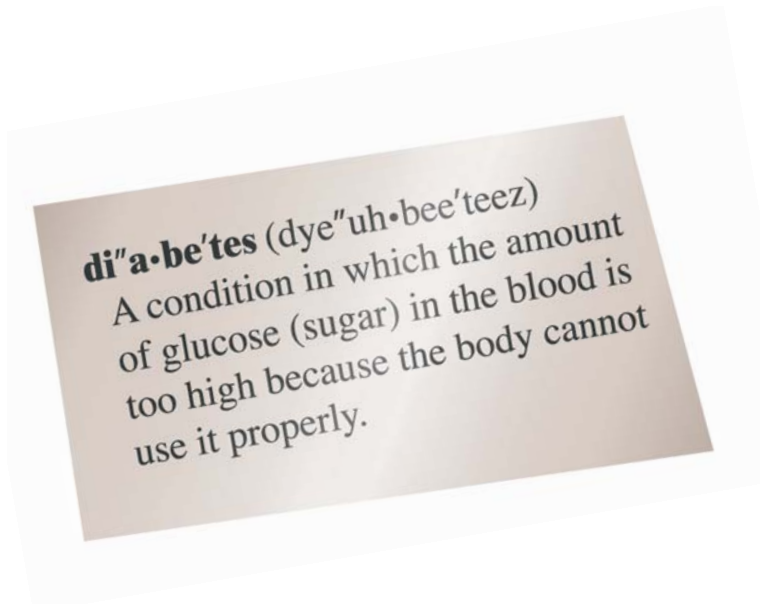 di″a•be′tes (dye″uh•bee′teez)
A condition in which the amount
of glucose (sugar) in the blood is
too high because the body cannot
use it properly.